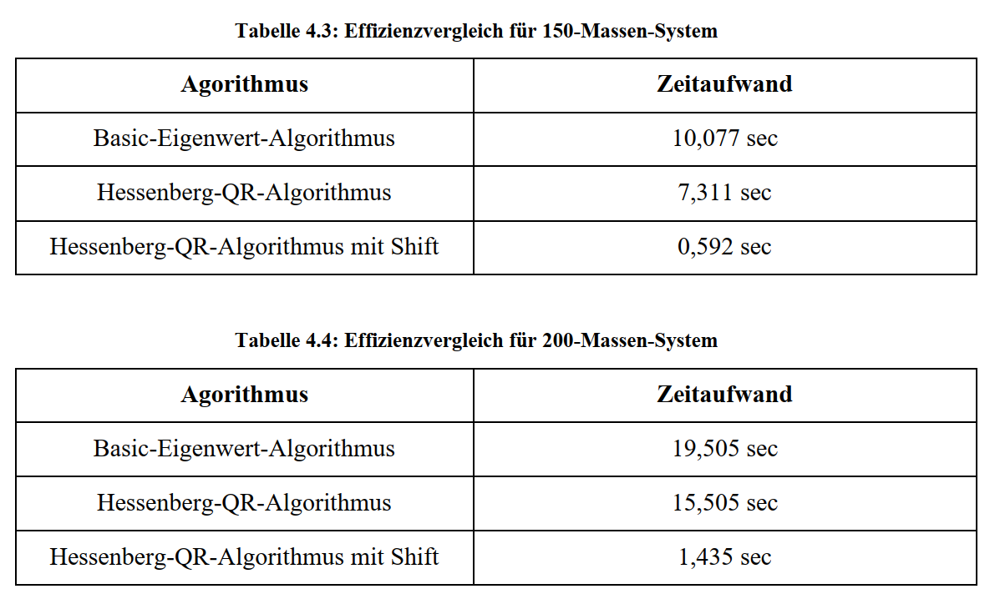 Tabelle 4.3: Effizienzvergleich für 150-Massen-System
Agorithmus Zeitaufwand
Basic-Eigenwert-Algorithmus 10,077 sec
Hessenberg-QR-Algorithmus 7,311 sec
Hessenberg-QR-Algorithmus mit Shift 0,592 sec
Tabelle 4.4: Effizienzvergleich für 200-Massen-System
Agorithmus Zeitaufwand
Basic-Eigenwert-Algorithmus 19,505 sec
Hessenberg-QR-Algorithmus 15,505 sec
Hessenberg-QR-Algorithmus mit Shift 1,435 sec